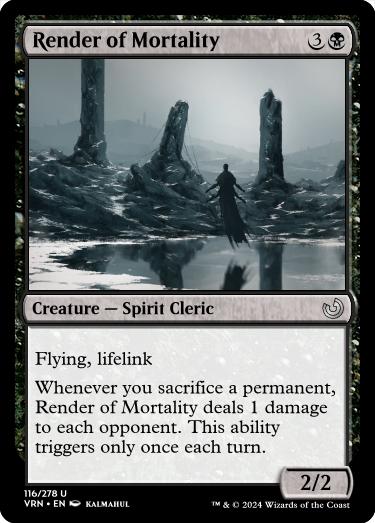 Render of Mortality 3
Creature — Spirit Cleric
Flying, lifelink
Whenever you sacrifice a permanent,
Render of Mortality deals 1 damage
to each opponent. This ability
triggers only once each turn.
2/2
116/278 U
VRN • EN KALMAHUL
™ & © 2024 Wizards of the Coast